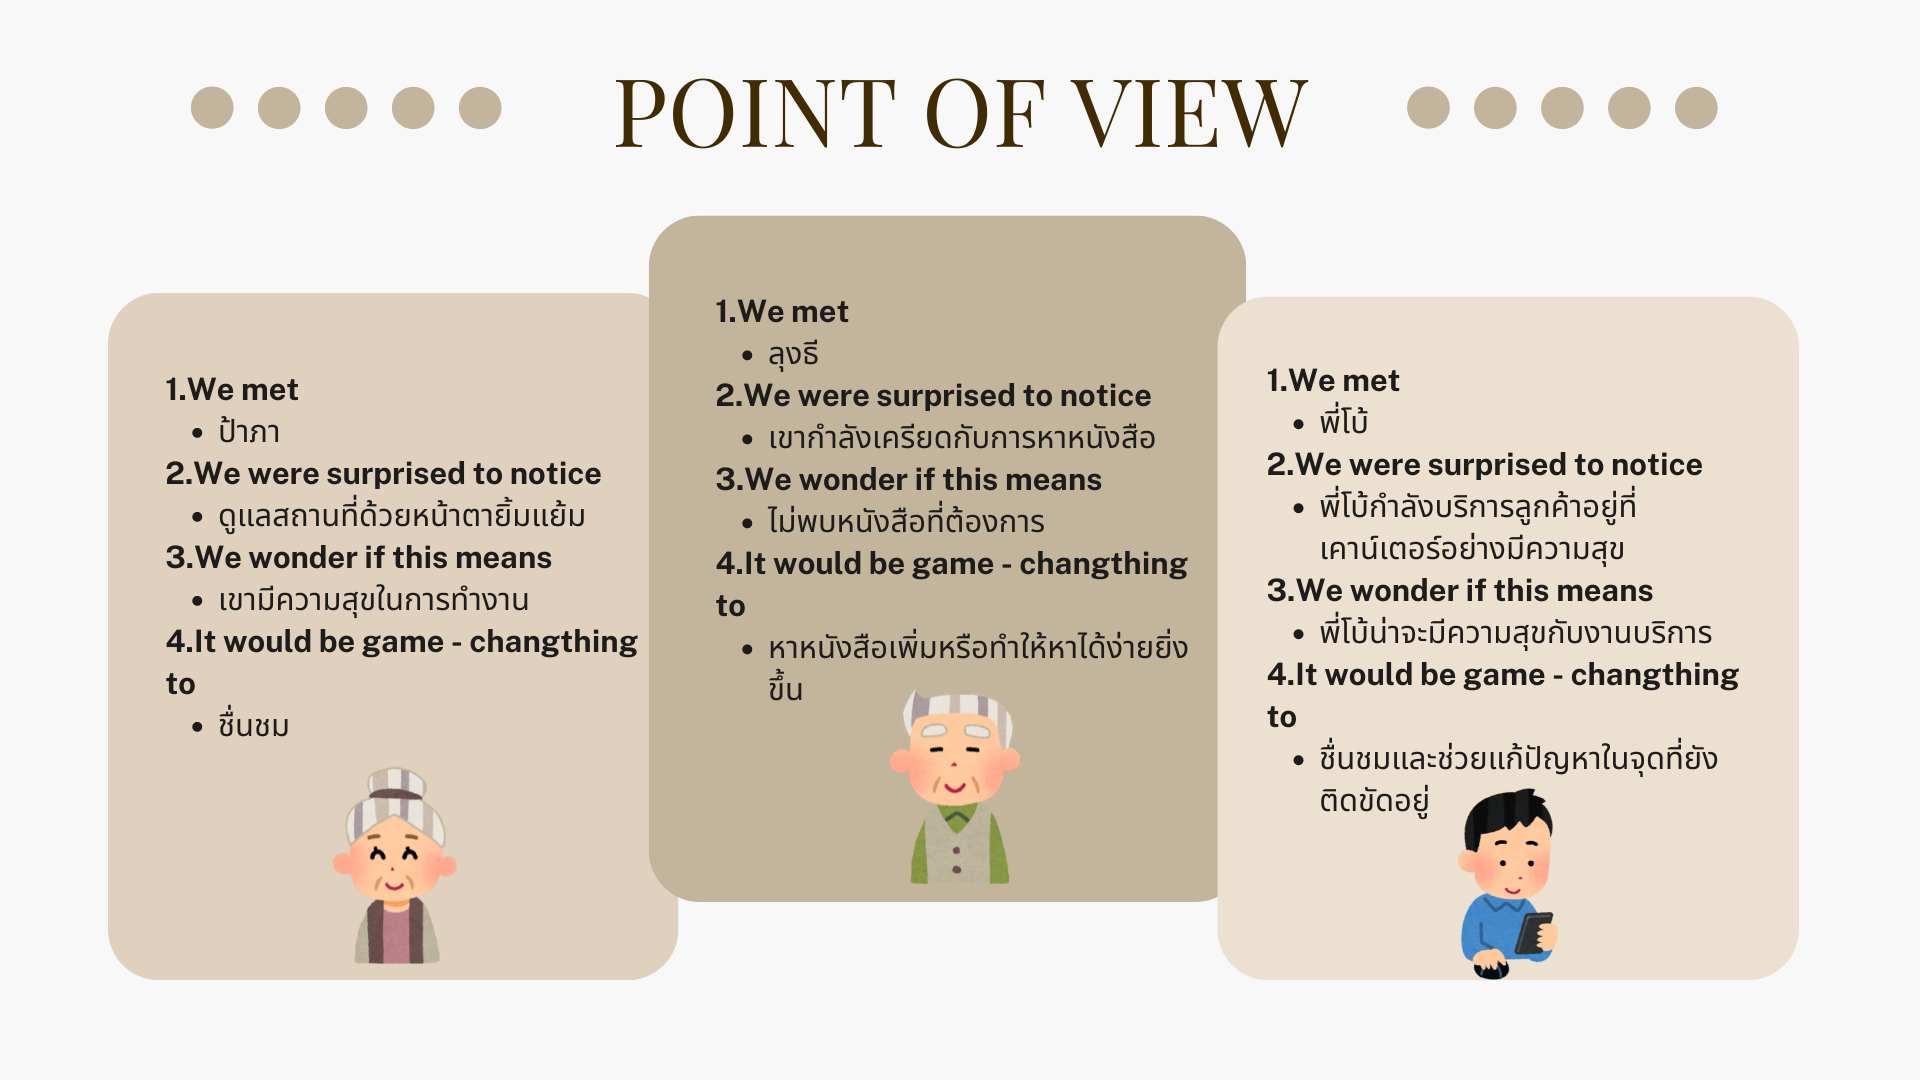 POINT OF VIEW
1.We met
• ป้าภา
2.We were surprised to notice
• ดูแลสถานที่ด้วยหน้าตายิ้มแย้ม
3.We wonder if this means
• เขามีความสุขในการทำงาน
4.It would be game - changthing
to
• ชื่นชม
1.We met
• ลุงธี
2.We were surprised to notice
• เขากำลังเครียดกับการหาหนังสือ
3.We wonder if this means
• ไม่พบหนังสือที่ต้องการ
4.It would be game - changthing
to
• หาหนังสือเพิ่มหรือทำให้หาได้ง่ายยิ่ง
ขึ้น
1.We met
• พี่โบ้
2.We were surprised to notice
• พี่โบ้กำลังบริการลูกค้าอยู่ที่
เคาน์เตอร์อย่างมีความสุข
3.We wonder if this means
• พี่โบ้น่าจะมีความสุขกับงานบริการ
4.It would be game - changthing
to
• ชื่นชมและช่วยแก้ปัญหาในจุดที่ยัง
ติดขัดอยู่